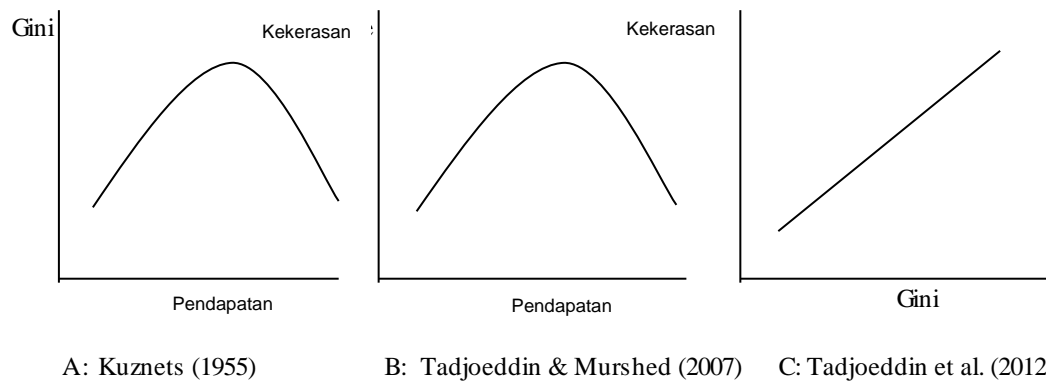 Gini
Kekerasan
Kekerasan
Pendapatan
Pendapatan
Gini
A: Kuznets (1955)
B: Tadjoeddin & Murshed (2007)
C: Tadjoeddin et al. (2012